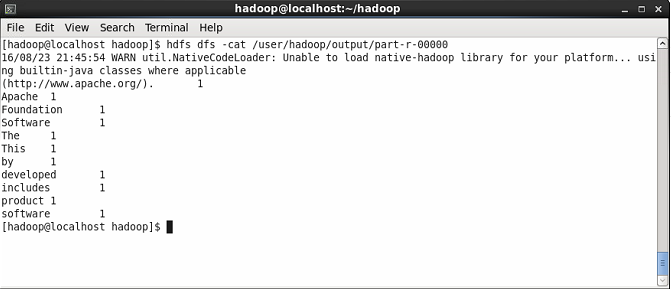 hadoop@localhost:~/hadoop
File Edit View Search Terminal Help
[hadoop@localhost hadoop]$ hdfs dfs -cat /user/hadoop/output/part-r-00000
16/08/23 21:45:54 WARN util.NativeCodeLoader: Unable to load native-hadoop library for your platform... usi
ng builtin-java classes where applicable
(http://www.apache.org/). 1
Apache 1
Foundation 1
Software 1
The 1
This 1
by 1
developed 1
includes 1
product 1
software 1
[hadoop@localhost hadoop]$